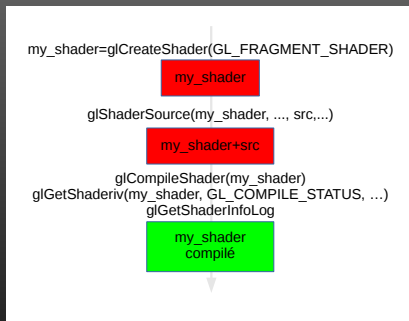 my_shader=glCreateShader(GL_FRAGMENT_SHADER)
my_shader
glShaderSource(my_shader, ..., src,...)
my_shader+src
glCompileShader(my_shader)
glGetShaderiv(my_shader, GL_COMPILE_STATUS, …)
glGetShaderInfoLog
my_shader
compilé